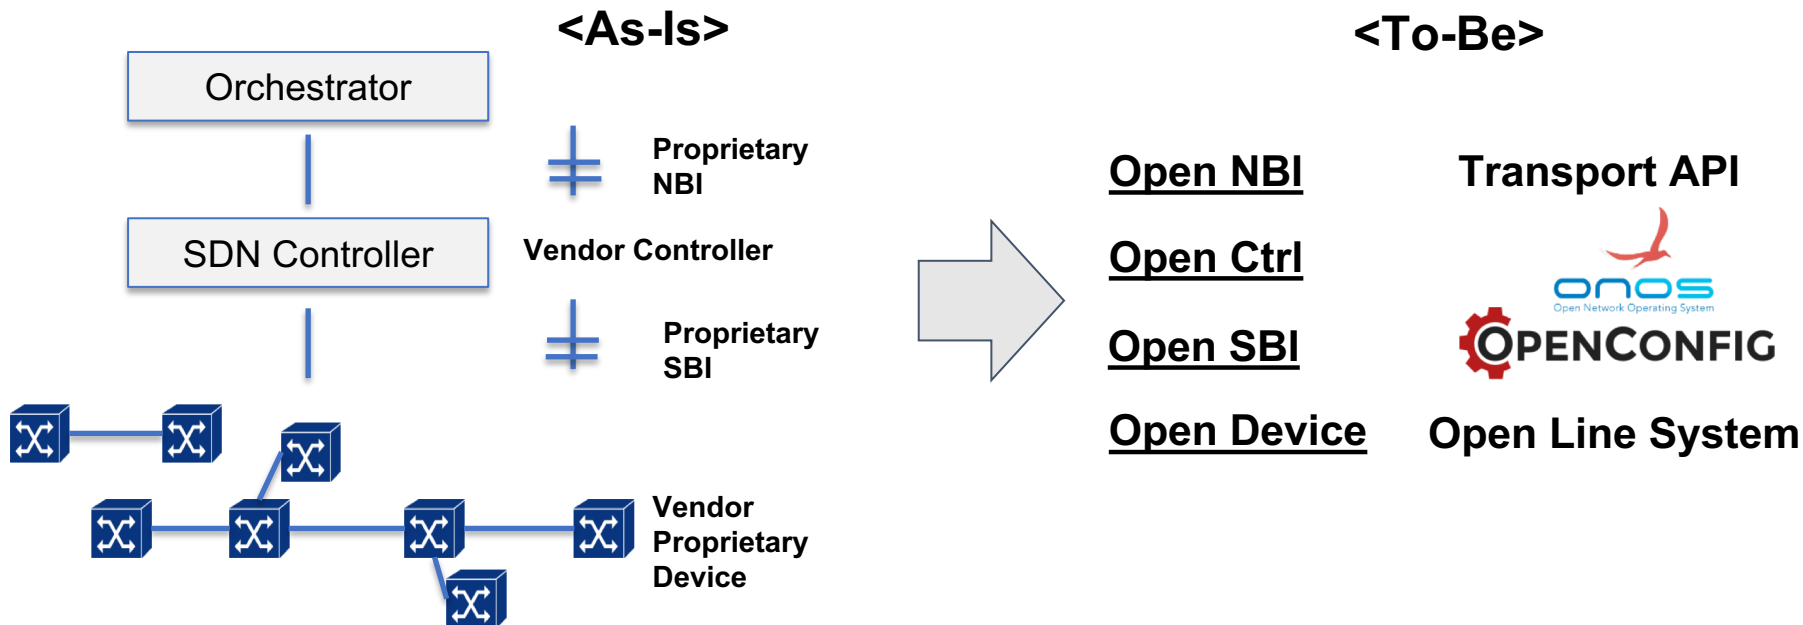 <As-Is>
<To-Be>
Orchestrator
Proprietary
NBI
SDN Controller
Vendor Controller
Proprietary
SBI
Vendor
Proprietary
Device
Open NBI
Transport API
Open Ctrl
onos
Open Network Operating System
Open SBI
OPENCONFIG
Open Device
Open Line System